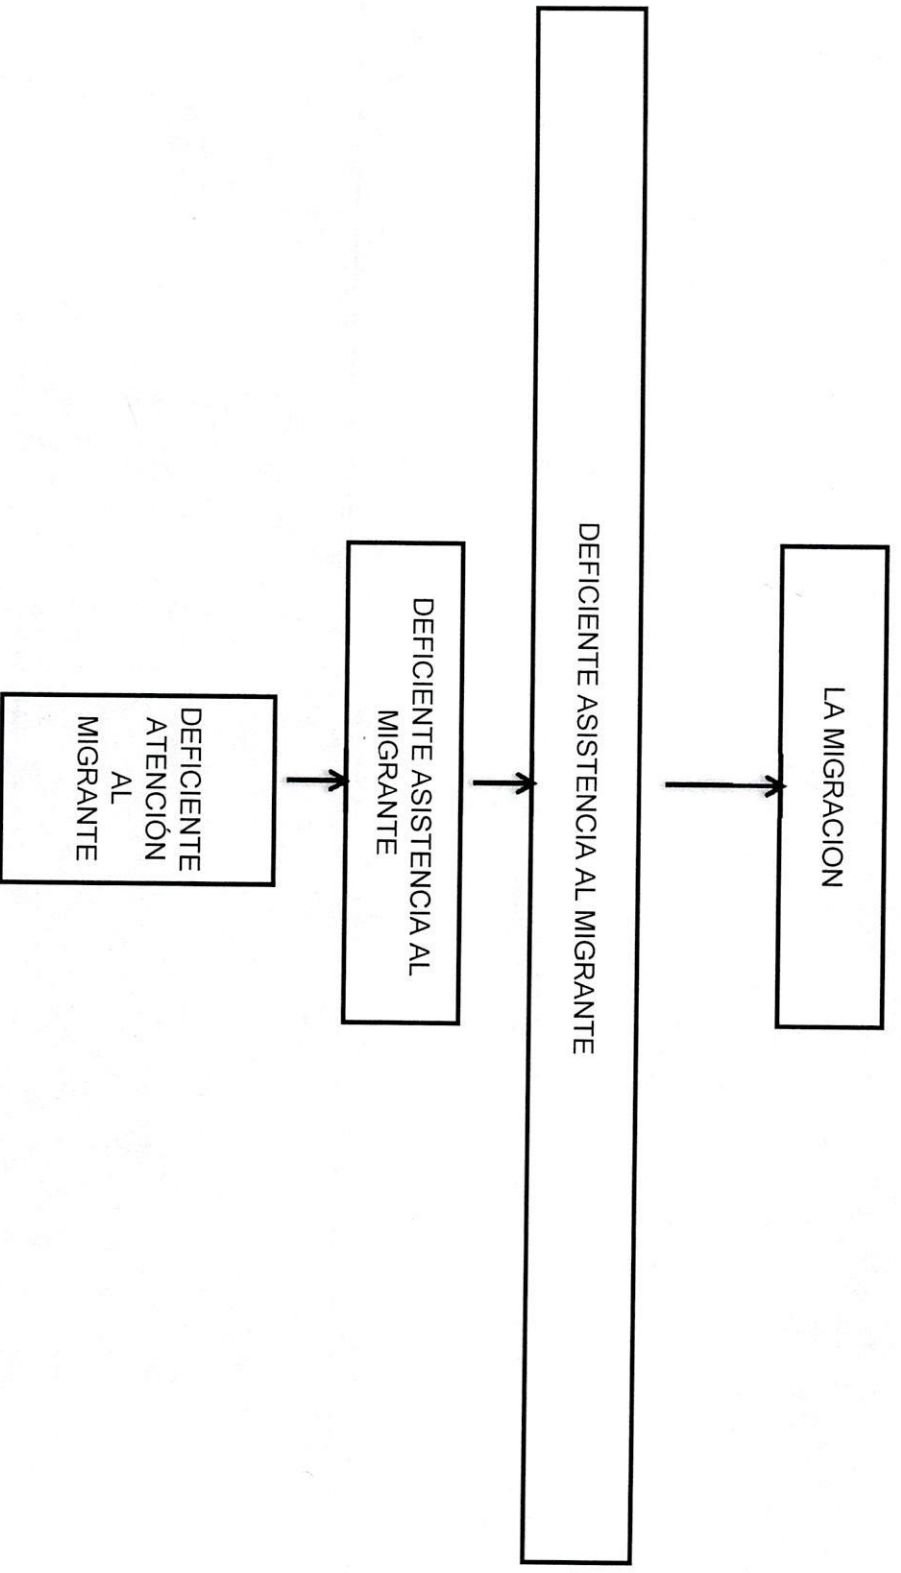 LA MIGRACION
DEFICIENTE ASISTENCIA AL MIGRANTE
DEFICIENTE ASISTENCIA AL
MIGRANTE
DEFICIENTE
ATENCIÓN
AL
MIGRANTE